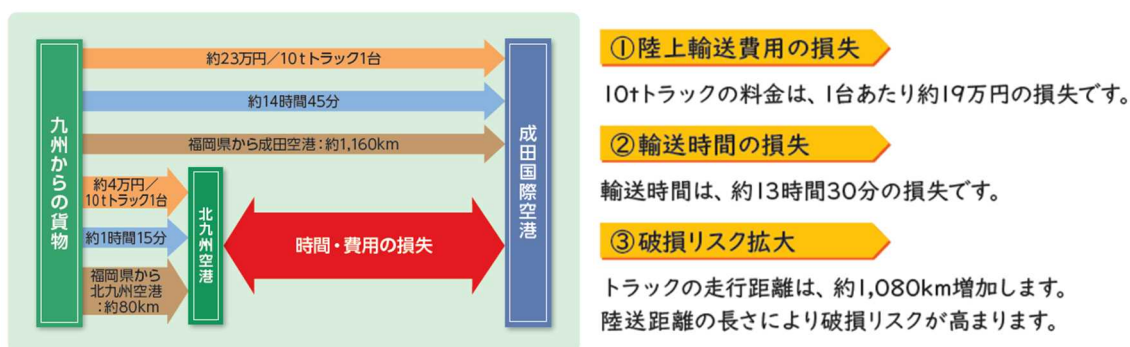 九州からの貨物
約23万円／10tトラック1台
約14時間45分
福岡県から成田空港：約1,160km
約4万円／
10tトラック1台
約1時間15分
福岡県から
北九州空港
：約80km
北九州空港
時間・費用の損失
成田国際空港
①陸上輸送費用の損失
10tトラックの料金は、1台あたり約19万円の損失です。
②輸送時間の損失
輸送時間は、約13時間30分の損失です。
③破損リスク拡大
トラックの走行距離は、約1,080km増加します。
陸送距離の長さにより破損リスクが高まります。